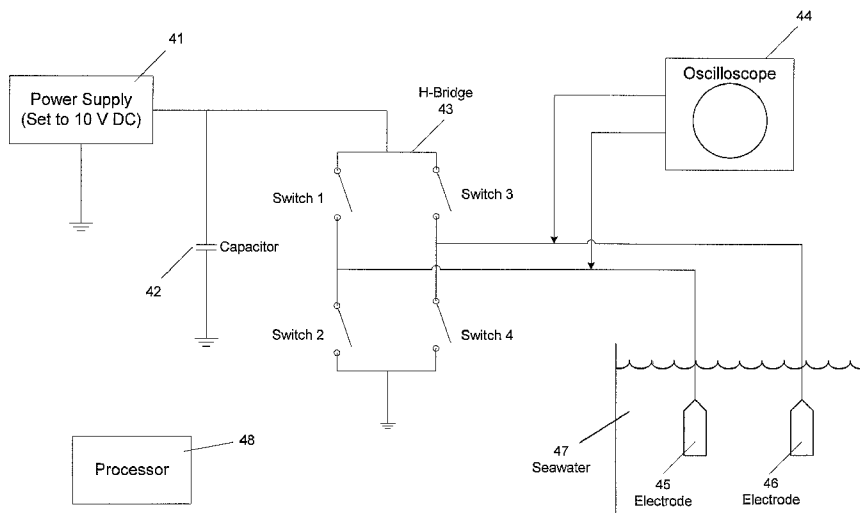 41
Power Supply
(Set to 10 V DC)
44
Oscilloscope
H-Bridge
43
Switch 1
Switch 3
Capacitor
42
Switch 2
Switch 4
48
Processor
47
Seawater
45
Electrode
46
Electrode